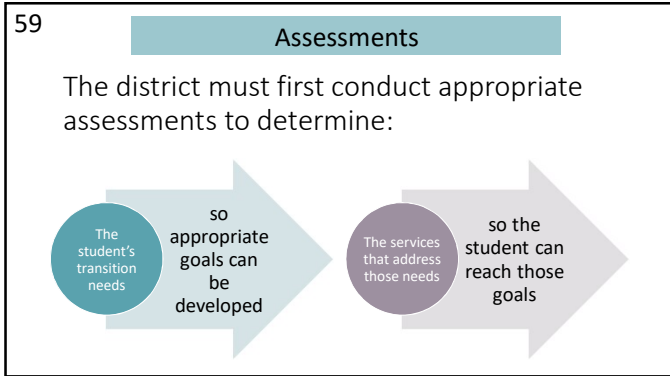 59
Assessments
The district must first conduct appropriate
assessments to determine:
The
student's
transition
needs
so
appropriate
goals can
be
developed
The services
that address
those needs
so the
student can
reach those
goals